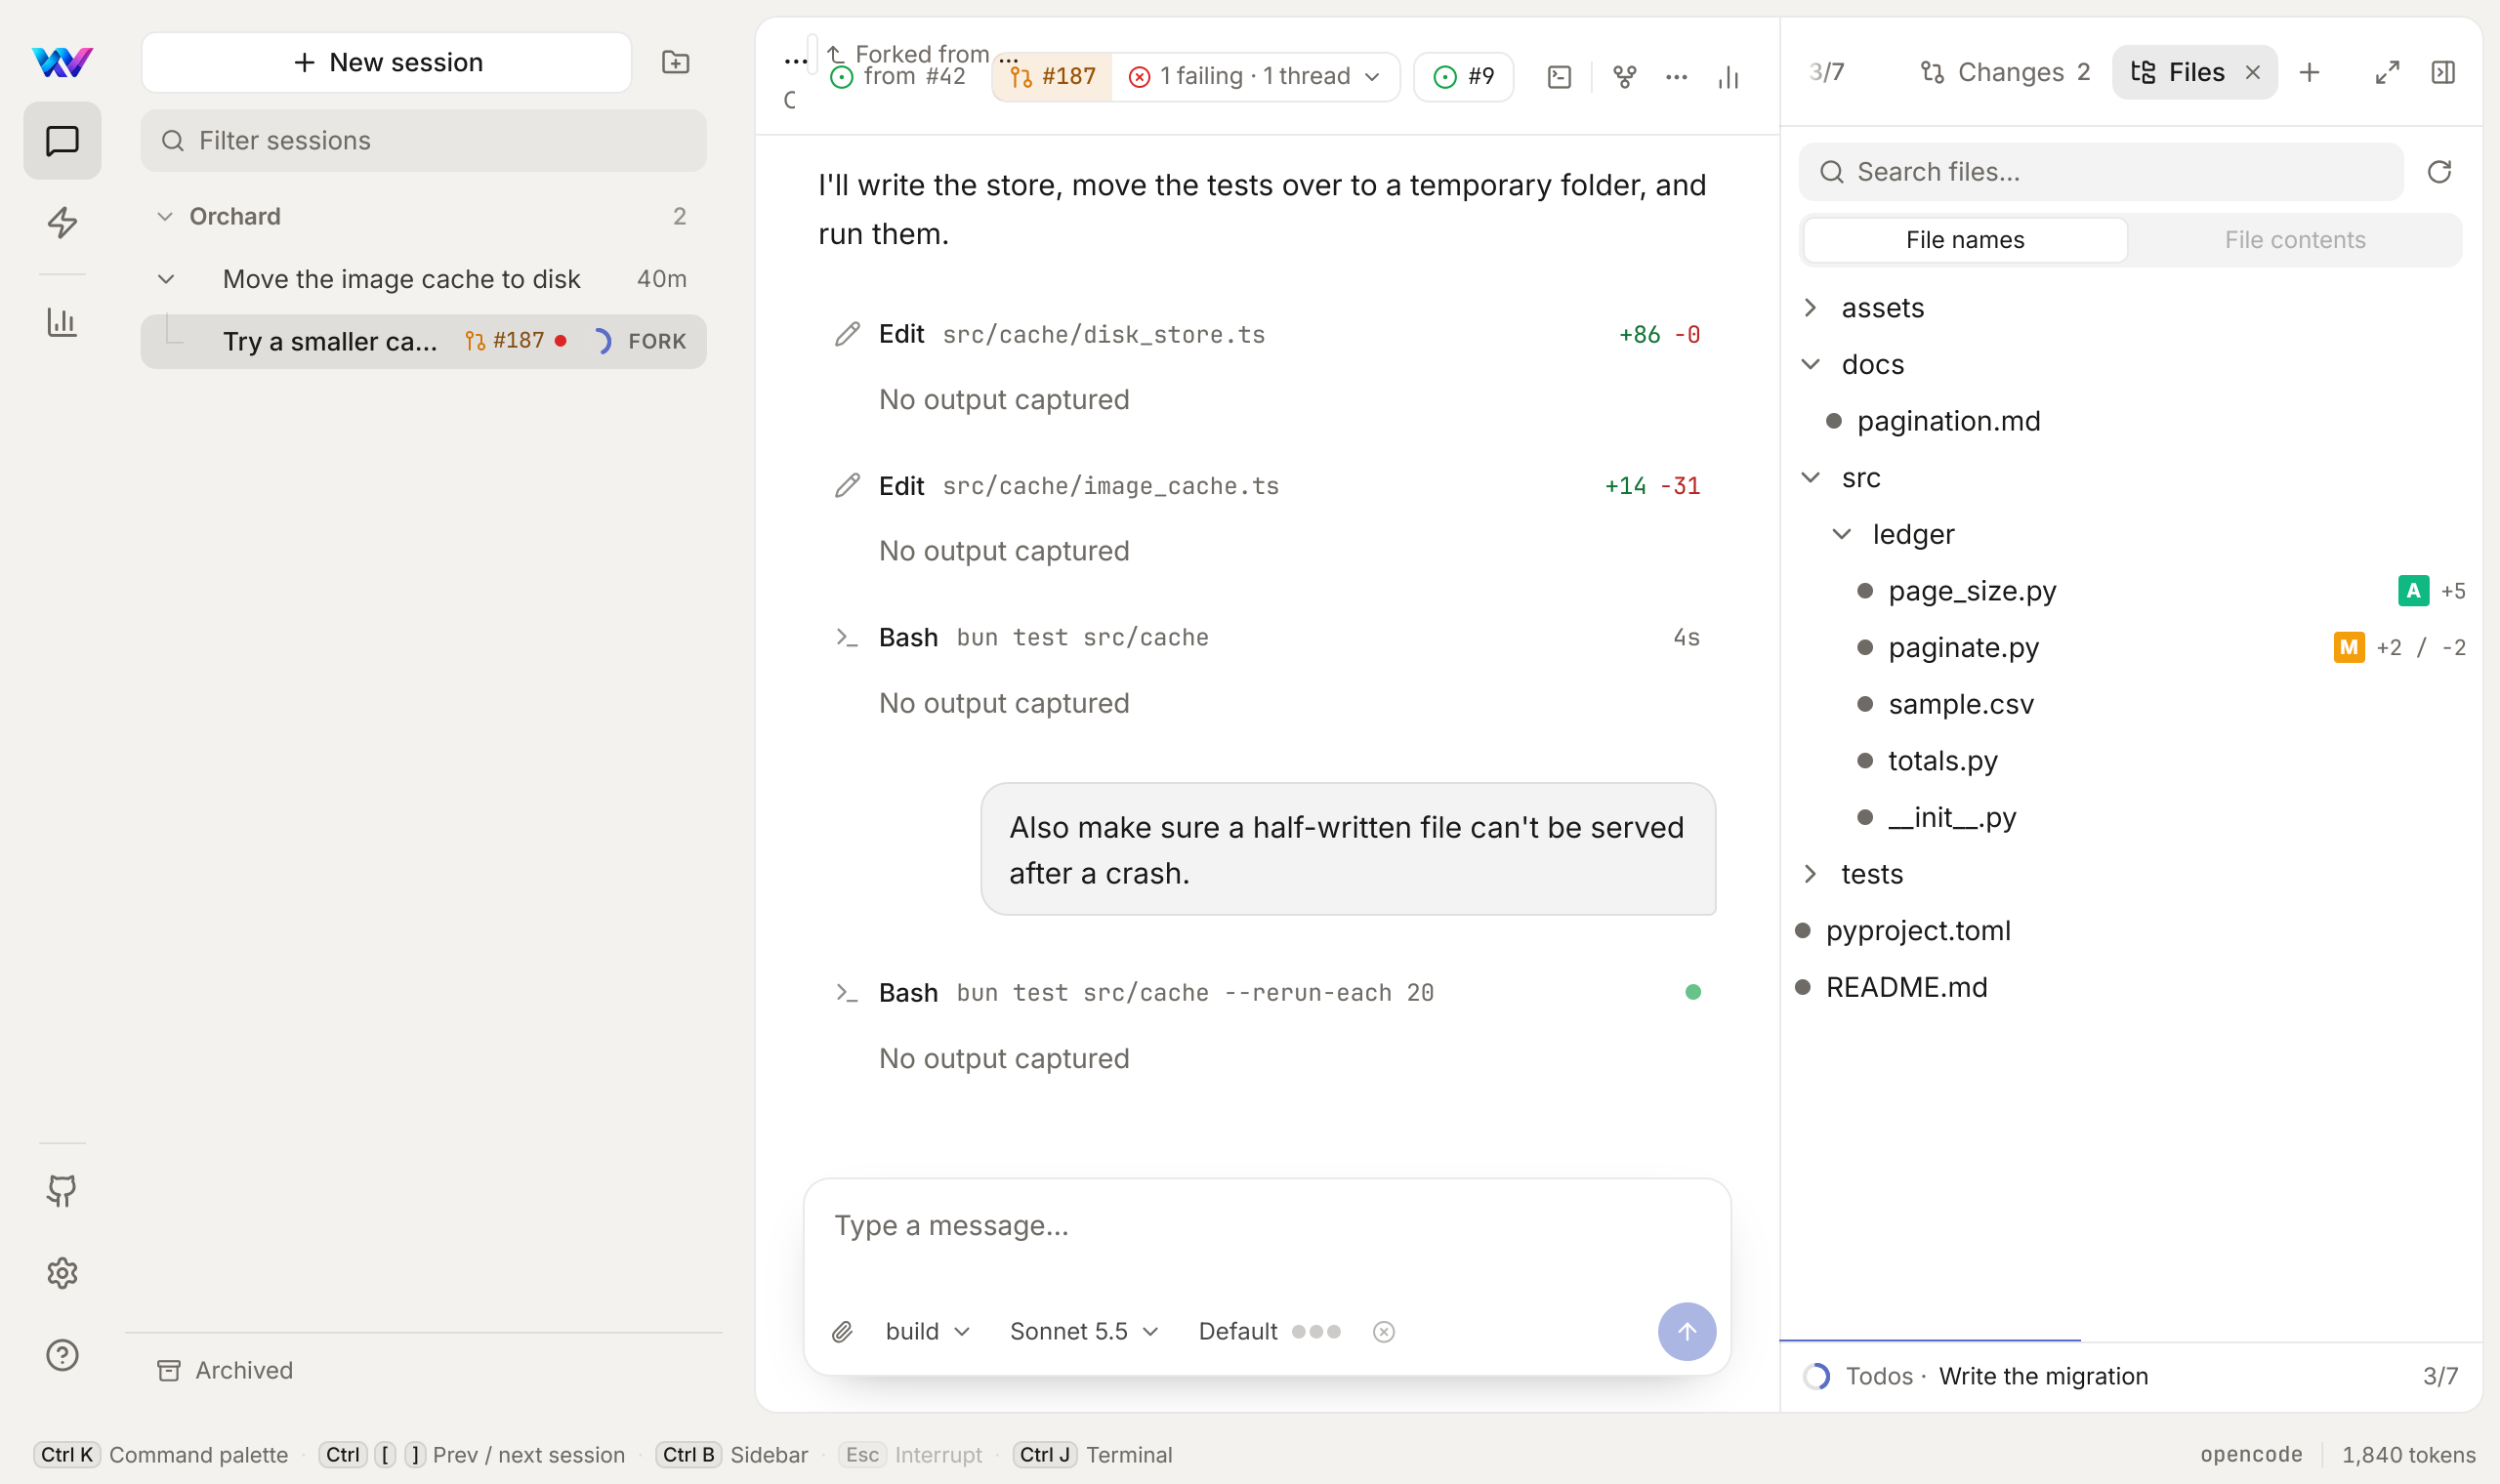 New session
Filter sessions
Orchard 2
Move the image cache to disk 40m
Try a smaller ca... #187 FORK
Archived
... Forked from ...
from #42 #187 1 failing · 1 thread #9
I'll write the store, move the tests over to a temporary folder, and
run them.
Edit src/cache/disk_store.ts +86 -0
No output captured
Edit src/cache/image_cache.ts +14 -31
No output captured
Bash bun test src/cache 4s
No output captured
Also make sure a half-written file can't be served
after a crash.
Bash bun test src/cache --rerun-each 20
No output captured
Type a message...
build Sonnet 5.5 Default
3/7 Changes 2 Files
Search files...
File names File contents
assets
docs
pagination.md
src
ledger
page_size.py A +5
paginate.py M +2 / -2
sample.csv
totals.py
__init__.py
tests
pyproject.toml
README.md
Todos · Write the migration 3/7
Ctrl K Command palette · Ctrl [ ] Prev / next session · Ctrl B Sidebar · Esc Interrupt · Ctrl J Terminal
opencode 1,840 tokens